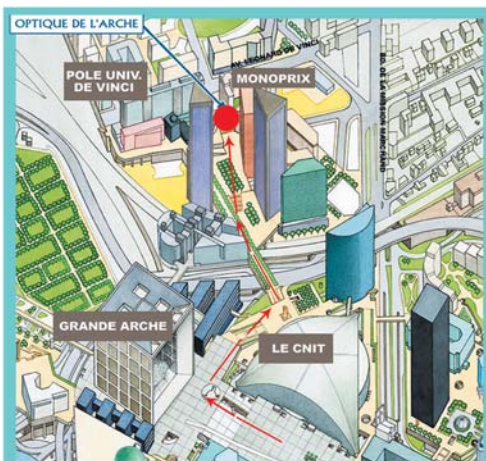 OPTIQUE DE L'ARCHE
AV. LEONARD DE VINCI
POLE UNIV.
DE VINCI
MONOPRIX
BD. DE LA MISSION MARCHAND
GRANDE ARCHE
LE CNIT